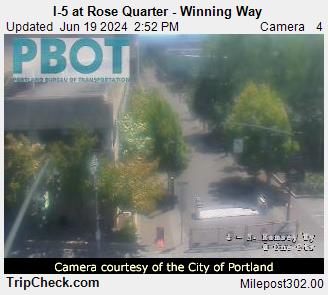 I-5 at Rose Quarter - Winning Way
Updated Jun 19 2024 2:52 PM Camera 4
PBOT
PORTLAND BUREAU OF TRANSPORTATION
Camera courtesy of the City of Portland
TripCheck.com Milepost302.00